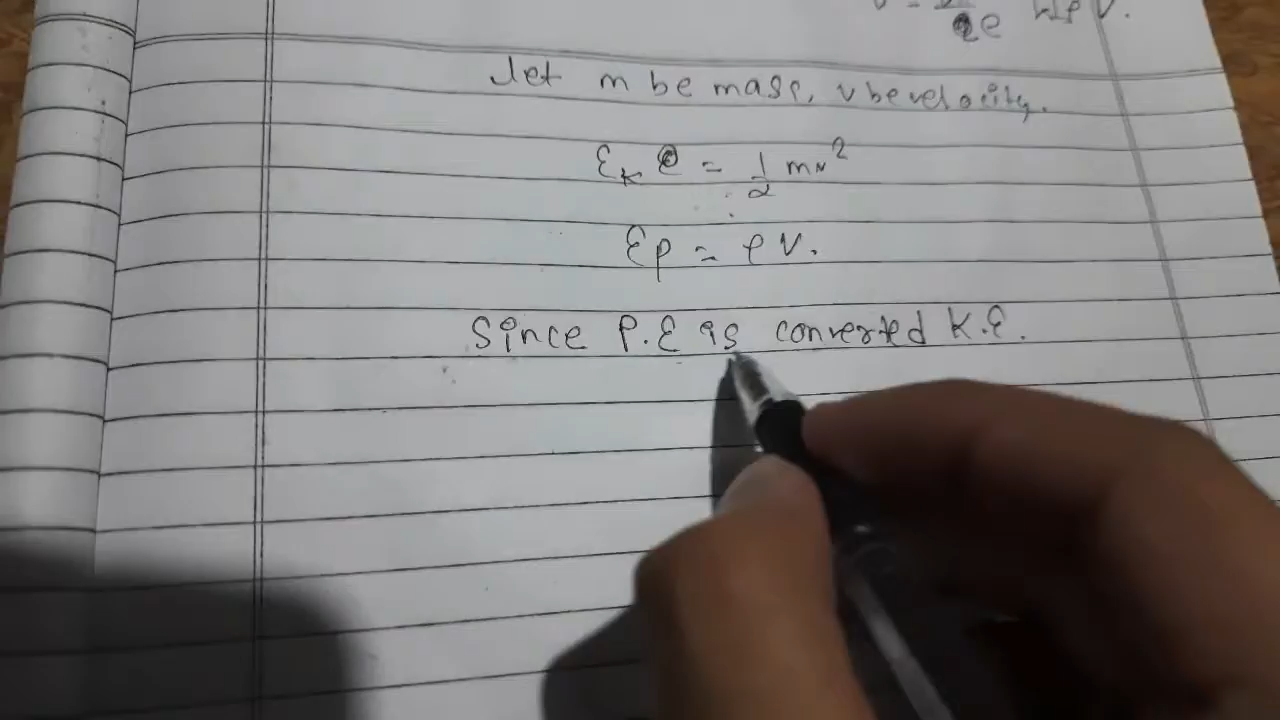 let m be mass, v be velocity.
Ek = 1/2 mv²
Ep = eV.
Since P.E is converted K.E.